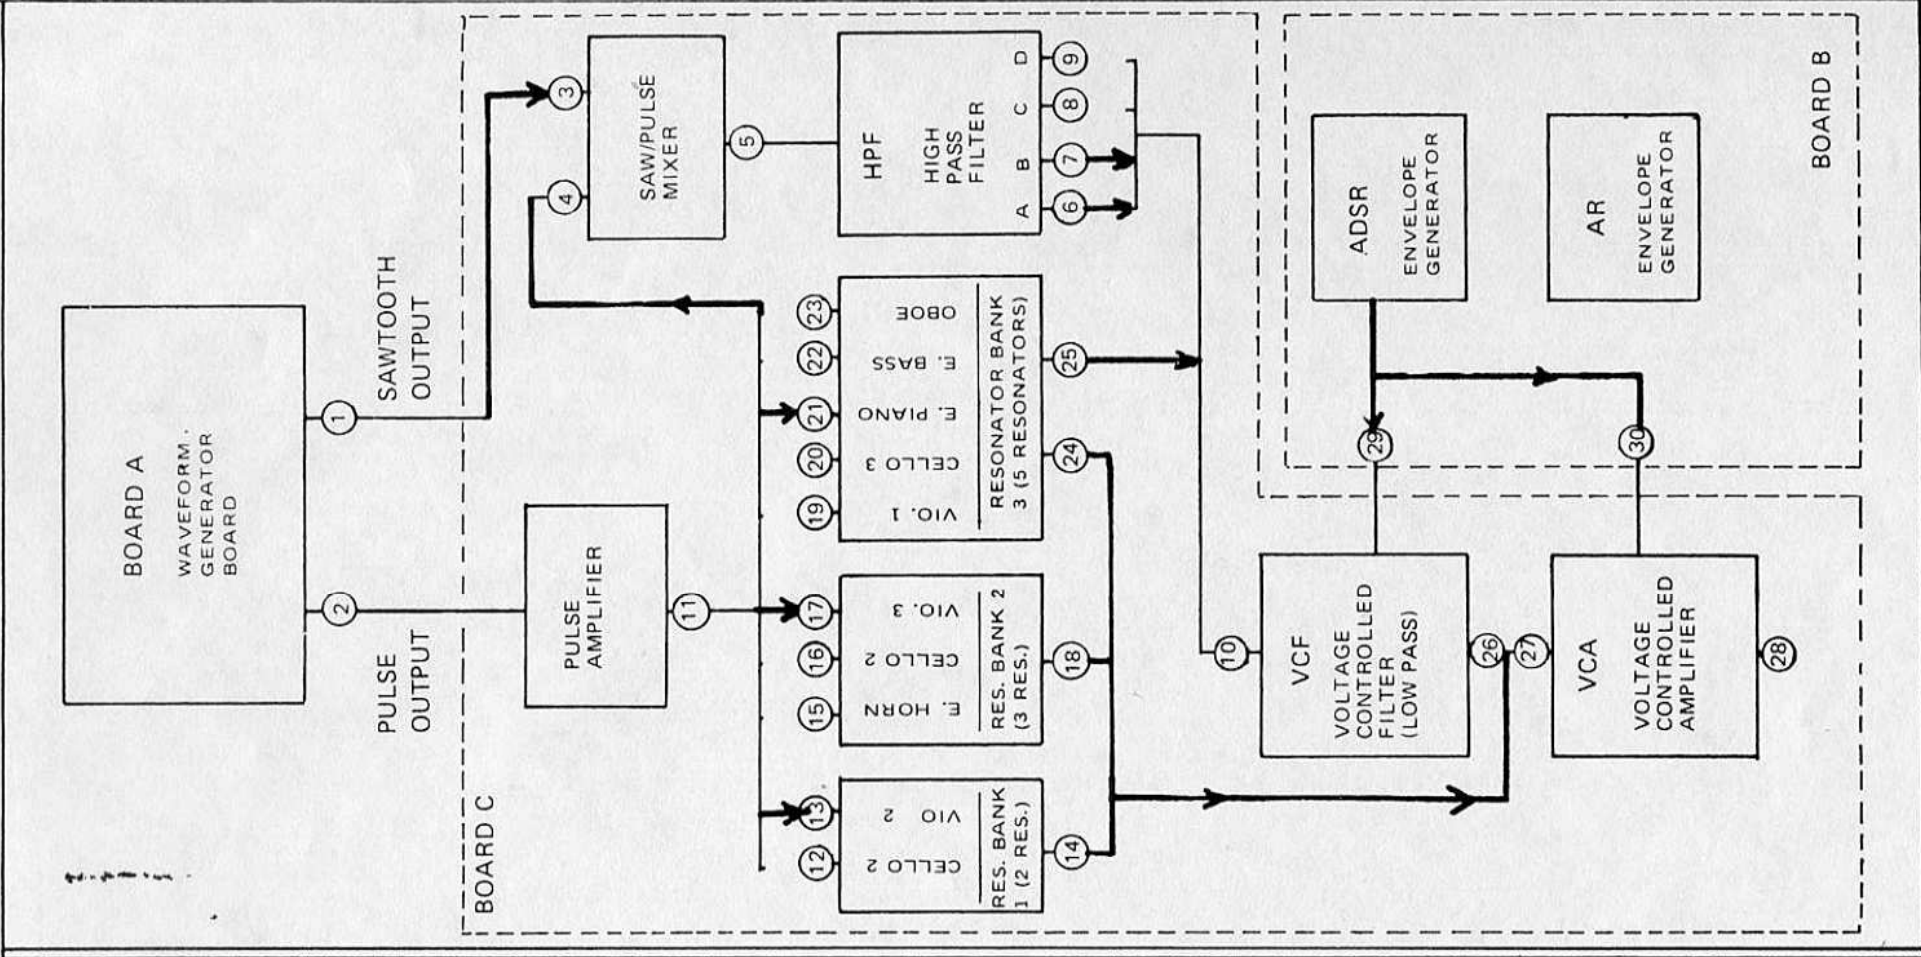 BOARD A
WAVEFORM
GENERATOR
BOARD
1
2
SAWTOOTH
OUTPUT
PULSE
OUTPUT
BOARD C
PULSE
AMPLIFIER
11
3
4
SAW/PULSE
MIXER
5
HPF
HIGH
PASS
FILTER
A
B
C
D
6
7
8
9
12
13
CELLO 2
VIO 2
RES. BANK
1 (2 RES.)
14
15
16
17
E. HORN
CELLO 2
VIO. 3
RES. BANK 2
(3 RES.)
18
19
20
21
22
23
VIO. 1
CELLO 3
E. PIANO
E. BASS
OBOE
RESONATOR BANK
3 (5 RESONATORS)
24
25
10
VCF
VOLTAGE
CONTROLLED
FILTER
(LOW PASS)
26
27
VCA
VOLTAGE
CONTROLLED
AMPLIFIER
28
29
30
ADSR
ENVELOPE
GENERATOR
AR
ENVELOPE
GENERATOR
BOARD B